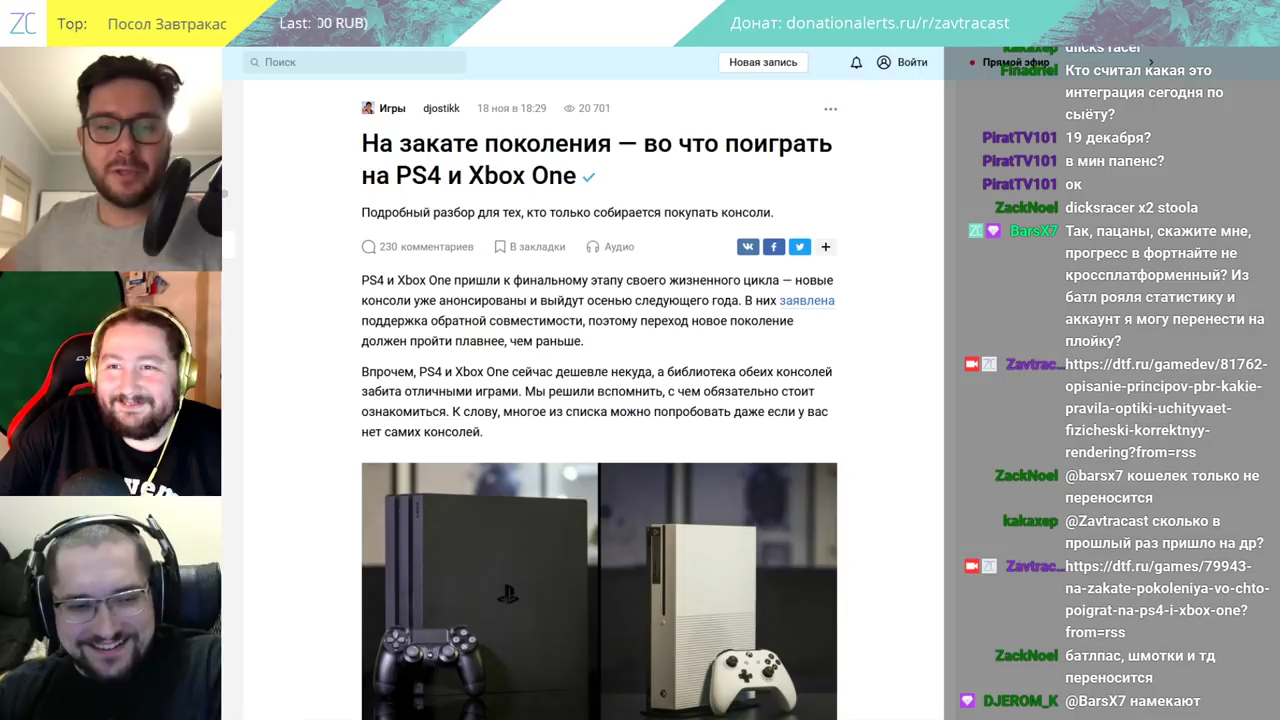 ZC
Top: Посол Завтракас
Last: 00 RUB)
Донат: donationalerts.ru/r/zavtracast
Поиск
Новая запись
Войти
Прямой эфир
Игры djostikk 18 ноя в 18:29 20 701
На закате поколения — во что поиграть
на PS4 и Xbox One
Подробный разбор для тех, кто только собирается покупать консоли.
230 комментариев В закладки Аудио
PS4 и Xbox One пришли к финальному этапу своего жизненного цикла — новые
консоли уже анонсированы и выйдут осенью следующего года. В них заявлена
поддержка обратной совместимости, поэтому переход новое поколение
должен пройти плавнее, чем раньше.
Впрочем, PS4 и Xbox One сейчас дешевле некуда, а библиотека обеих консолей
забита отличными играми. Мы решили вспомнить, с чем обязательно стоит
ознакомиться. К слову, многое из списка можно попробовать даже если у вас
нет самих консолей.
kakaxep dicks racer
Finadriel Кто считал какая это
интеграция сегодня по
сьёту?
PiratTV101 19 декабря?
PiratTV101 в мин папенс?
PiratTV101 ок
ZackNoel dicksracer x2 stoola
BarsX7 Так, пацаны, скажите мне,
прогресс в фортнайте не
кроссплатформенный? Из
батл рояля статистику и
аккаунт я могу перенести на
плойку?
Zavtrac... https://dtf.ru/gamedev/81762-
opisanie-principov-pbr-kakie-
pravila-optiki-uchityvaet-
fizicheski-korrektnyy-
rendering?from=rss
ZackNoel @barsx7 кошелек только не
переносится
kakaxep @Zavtracast сколько в
прошлый раз пришло на др?
Zavtrac... https://dtf.ru/games/79943-
na-zakate-pokoleniya-vo-chto-
poigrat-na-ps4-i-xbox-one?
from=rss
ZackNoel батлпас, шмотки и тд
переносится
DJEROM_K @BarsX7 намекают